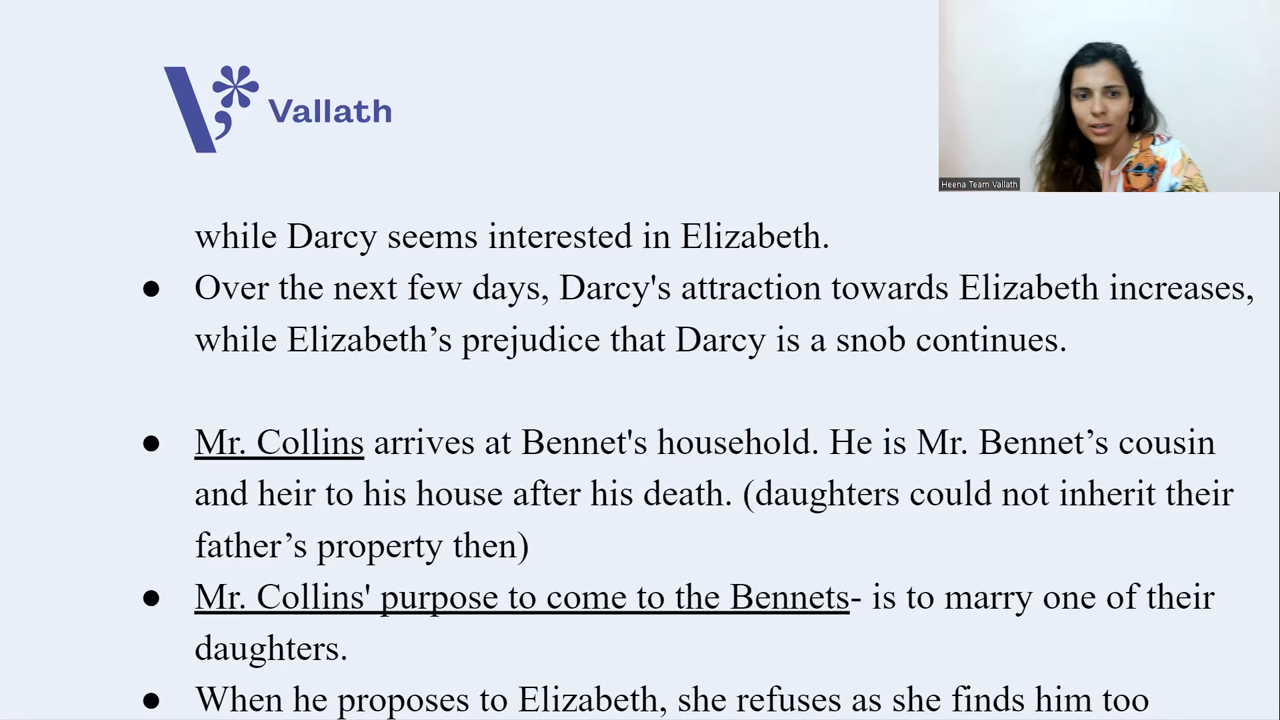 Vallath
Heena Team Vallath
while Darcy seems interested in Elizabeth.
● Over the next few days, Darcy's attraction towards Elizabeth increases,
while Elizabeth’s prejudice that Darcy is a snob continues.
● Mr. Collins arrives at Bennet's household. He is Mr. Bennet’s cousin
and heir to his house after his death. (daughters could not inherit their
father’s property then)
● Mr. Collins' purpose to come to the Bennets- is to marry one of their
daughters.
● When he proposes to Elizabeth, she refuses as she finds him too